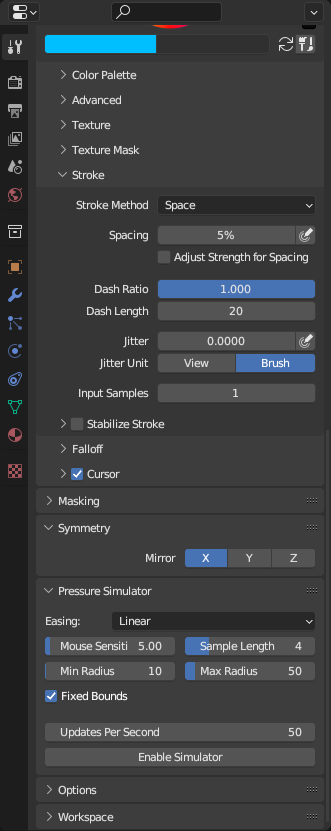 Color Palette
Advanced
Texture
Texture Mask
Stroke
Stroke Method Space
Spacing 5%
Adjust Strength for Spacing
Dash Ratio 1.000
Dash Length 20
Jitter 0.0000
Jitter Unit View Brush
Input Samples 1
Stabilize Stroke
Falloff
Cursor
Masking
Symmetry
Mirror X Y Z
Pressure Simulator
Easing: Linear
Mouse Sensiti 5.00 Sample Length 4
Min Radius 10 Max Radius 50
Fixed Bounds
Updates Per Second 50
Enable Simulator
Options
Workspace